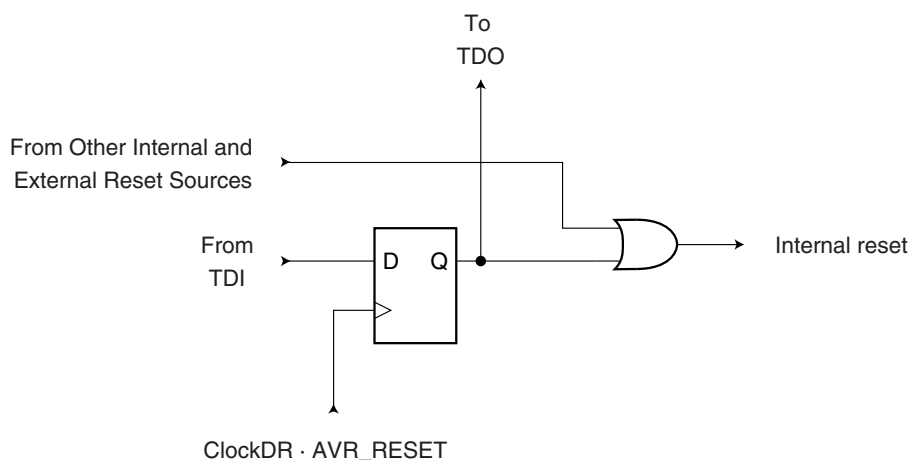 To
TDO
From Other Internal and
External Reset Sources
From
TDI
D Q
Internal reset
ClockDR · AVR_RESET